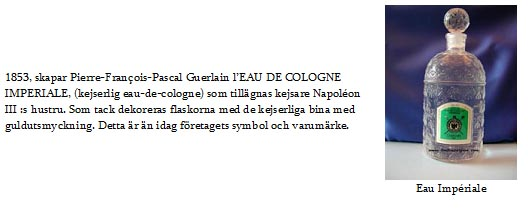 1853, skapar Pierre-François-Pascal Guerlain l'EAU DE COLOGNE
IMPERIALE, (kejserlig eau-de-cologne) som tillägnas kejsare Napoléon
III :s hustru. Som tack dekoreras flaskorna med de kejserliga bina med
guldutsmyckning. Detta är än idag företagets symbol och varumärke.
Eau Impériale